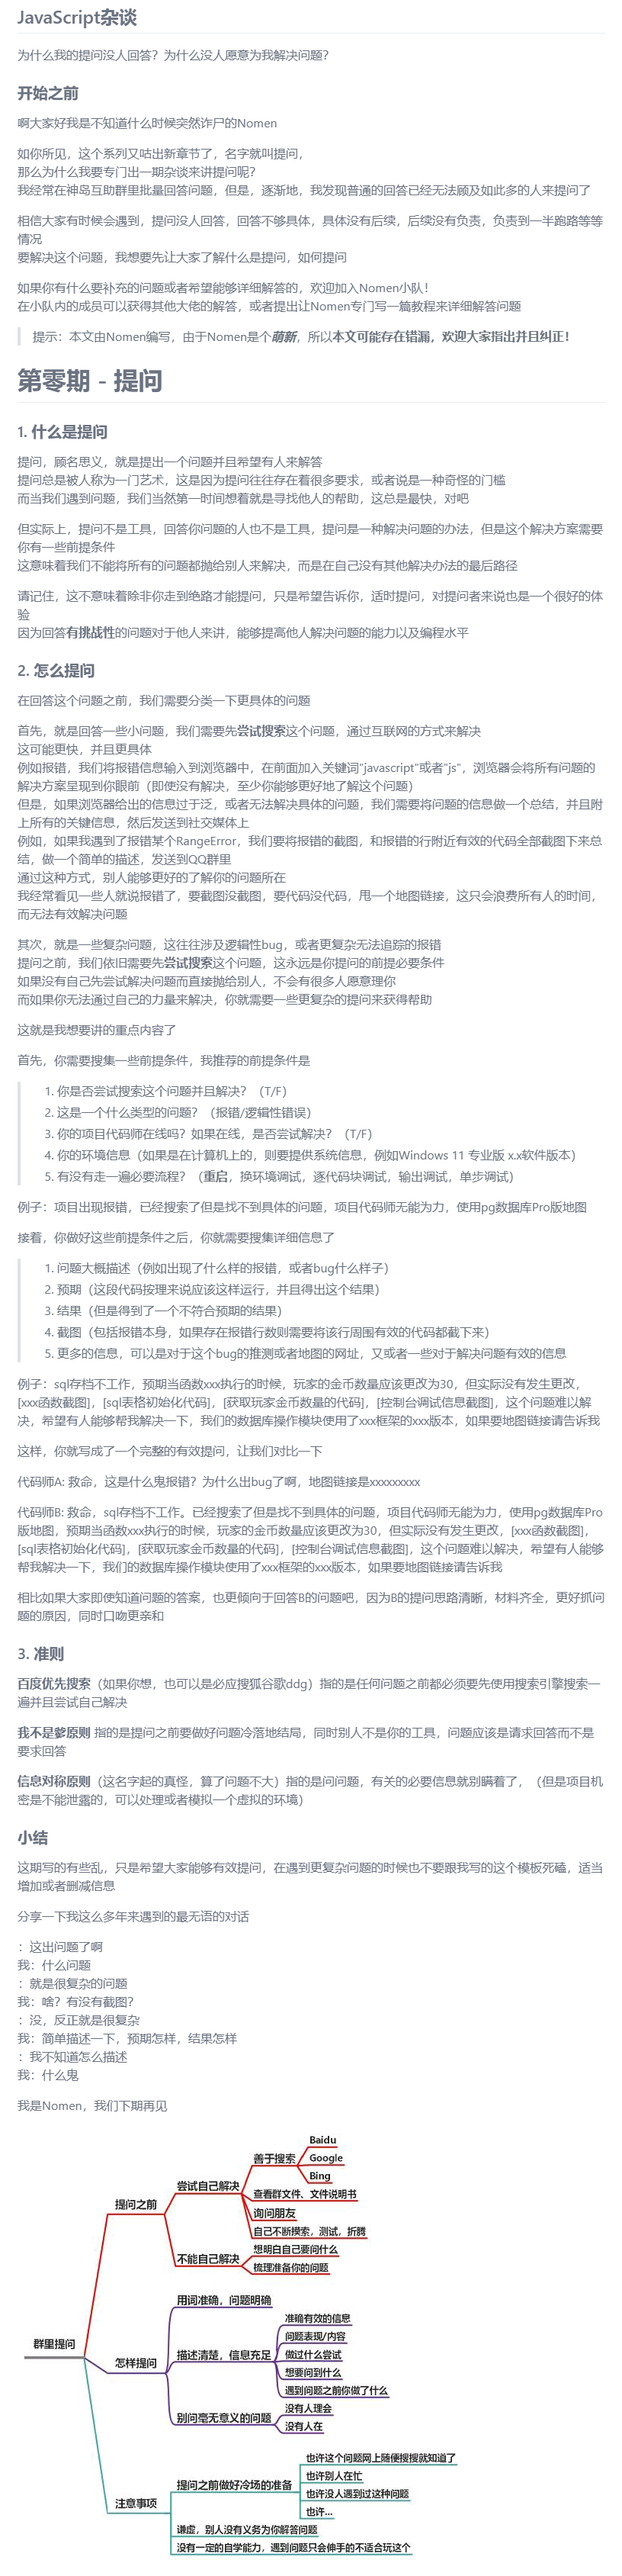 JavaScript杂谈
为什么我的提问没人回答？为什么没人愿意为我解决问题？
开始之前
啊大家好我是不知道什么时候突然诈尸的Nomen
如你所见，这个系列又咕出新章节了，名字就叫提问，
那么为什么我要专门出一期杂谈来讲提问呢？
我经常在神岛互助群里批量回答问题，但是，逐渐地，我发现普通的回答已经无法顾及如此多的人来提问了
相信大家有时候会遇到，提问没人回答，回答不够具体，具体没有后续，后续没有负责，负责到一半跑路等等
情况
要解决这个问题，我想要先让大家了解什么是提问，如何提问
如果你有什么要补充的问题或者希望能够详细解答的，欢迎加入Nomen小队！
在小队内的成员可以获得其他大佬的解答，或者提出让Nomen专门写一篇教程来详细解答问题
提示：本文由Nomen编写，由于Nomen是个萌新，所以本文可能存在错漏，欢迎大家指出并且纠正！
第零期 - 提问
1. 什么是提问
提问，顾名思义，就是提出一个问题并且希望有人来解答
提问总是被人称为一门艺术，这是因为提问往往存在着很多要求，或者说是一种奇怪的门槛
而当我们遇到问题，我们当然第一时间想着就是寻找他人的帮助，这总是最快，对吧
但实际上，提问不是工具，回答你问题的人也不是工具，提问是一种解决问题的办法，但是这个解决方案需要
你有一些前提条件
这意味着我们不能将所有的问题都抛给别人来解决，而是在自己没有其他解决办法的最后路径
请记住，这不意味着除非你走到绝路才能提问，只是希望告诉你，适时提问，对提问者来说也是一个很好的体
验
因为回答有挑战性的问题对于他人来讲，能够提高他人解决问题的能力以及编程水平
2. 怎么提问
在回答这个问题之前，我们需要分类一下更具体的问题
首先，就是回答一些小问题，我们需要先尝试搜索这个问题，通过互联网的方式来解决
这可能更快，并且更具体
例如报错，我们将报错信息输入到浏览器中，在前面加入关键词"javascript"或者"js"，浏览器会将所有问题的
解决方案呈现到你眼前（即使没有解决，至少你能够更好地了解这个问题）
但是，如果浏览器给出的信息过于泛，或者无法解决具体的问题，我们需要将问题的信息做一个总结，并且附
上所有的关键信息，然后发送到社交媒体上
例如，如果我遇到了报错某个RangeError，我们要将报错的截图，和报错的行附近有效的代码全部截图下来总
结，做一个简单的描述，发送到QQ群里
通过这种方式，别人能够更好的了解你的问题所在
我经常看见一些人就说报错了，要截图没截图，要代码没代码，甩一个地图链接，这只会浪费所有人的时间，
而无法有效解决问题
其次，就是一些复杂问题，这往往涉及逻辑性bug，或者更复杂无法追踪的报错
提问之前，我们依旧需要先尝试搜索这个问题，这永远是你提问的前提必要条件
如果没有自己先尝试解决问题而直接抛给别人，不会有很多人愿意理你
而如果你无法通过自己的力量来解决，你就需要一些更复杂的提问来获得帮助
这就是我想要讲的重点内容了
首先，你需要搜集一些前提条件，我推荐的前提条件是
1. 你是否尝试搜索这个问题并且解决？（T/F）
2. 这是一个什么类型的问题？（报错/逻辑性错误）
3. 你的项目代码师在线吗？如果在线，是否尝试解决？（T/F）
4. 你的环境信息（如果是在计算机上的，则要提供系统信息，例如Windows 11 专业版 x.x软件版本）
5. 有没有走一遍必要流程？（重启，换环境调试，逐代码块调试，输出调试，单步调试）
例子：项目出现报错，已经搜索了但是找不到具体的问题，项目代码师无能为力，使用pg数据库Pro版地图
接着，你做好这些前提条件之后，你就需要搜集详细信息了
1. 问题大概描述（例如出现了什么样的报错，或者bug什么样子）
2. 预期（这段代码按理来说应该这样运行，并且得出这个结果）
3. 结果（但是得到了一个不符合预期的结果）
4. 截图（包括报错本身，如果存在报错行数则需要将该行周围有效的代码都截下来）
5. 更多的信息，可以是对于这个bug的推测或者地图的网址，又或者一些对于解决问题有效的信息
例子：sql存档不工作，预期当函数xxx执行的时候，玩家的金币数量应该更改为30，但实际没有发生更改，
[xxx函数截图]，[sql表格初始化代码]，[获取玩家金币数量的代码]，[控制台调试信息截图]，这个问题难以解
决，希望有人能够帮我解决一下，我们的数据库操作模块使用了xxx框架的xxx版本，如果要地图链接请告诉我
这样，你就写成了一个完整的有效提问，让我们对比一下
代码师A: 救命，这是什么鬼报错？为什么出bug了啊，地图链接是xxxxxxxxx
代码师B: 救命，sql存档不工作。已经搜索了但是找不到具体的问题，项目代码师无能为力，使用pg数据库Pro
版地图，预期当函数xxx执行的时候，玩家的金币数量应该更改为30，但实际没有发生更改，[xxx函数截图]，
[sql表格初始化代码]，[获取玩家金币数量的代码]，[控制台调试信息截图]，这个问题难以解决，希望有人能够
帮我解决一下，我们的数据库操作模块使用了xxx框架的xxx版本，如果要地图链接请告诉我
相比如果大家即使知道问题的答案，也更倾向于回答B的问题吧，因为B的提问思路清晰，材料齐全，更好抓问
题的原因，同时口吻更亲和
3. 准则
百度优先搜索（如果你想，也可以是必应搜狐谷歌ddg）指的是任何问题之前都必须要先使用搜索引擎搜索一
遍并且尝试自己解决
我不是爹原则 指的是提问之前要做好问题冷落地结局，同时别人不是你的工具，问题应该是请求回答而不是
要求回答
信息对称原则（这名字起的真怪，算了问题不大）指的是问问题，有关的必要信息就别瞒着了，（但是项目机
密是不能泄露的，可以处理或者模拟一个虚拟的环境）
小结
这期写的有些乱，只是希望大家能够有效提问，在遇到更复杂问题的时候也不要跟我写的这个模板死磕，适当
增加或者删减信息
分享一下我这么多年来遇到的最无语的对话
：这出问题了啊
我：什么问题
：就是很复杂的问题
我：啥？有没有截图？
：没，反正就是很复杂
我：简单描述一下，预期怎样，结果怎样
：我不知道怎么描述
我：什么鬼
我是Nomen，我们下期再见
群里提问
提问之前
尝试自己解决
善于搜索
Baidu
Google
Bing
查看群文件、文件说明书
询问朋友
自己不断摸索，测试，折腾
不能自己解决
想明白自己要问什么
梳理准备你的问题
怎样提问
用词准确，问题明确
描述清楚，信息充足
准确有效的信息
问题表现/内容
做过什么尝试
想要问到什么
遇到问题之前你做了什么
别问毫无意义的问题
没有人理会
没有人在
注意事项
提问之前做好冷场的准备
也许这个问题网上随便搜搜就知道了
也许别人在忙
也许没人遇到过这种问题
也许...
谦虚，别人没有义务为你解答问题
没有一定的自学能力，遇到问题只会伸手的不适合玩这个